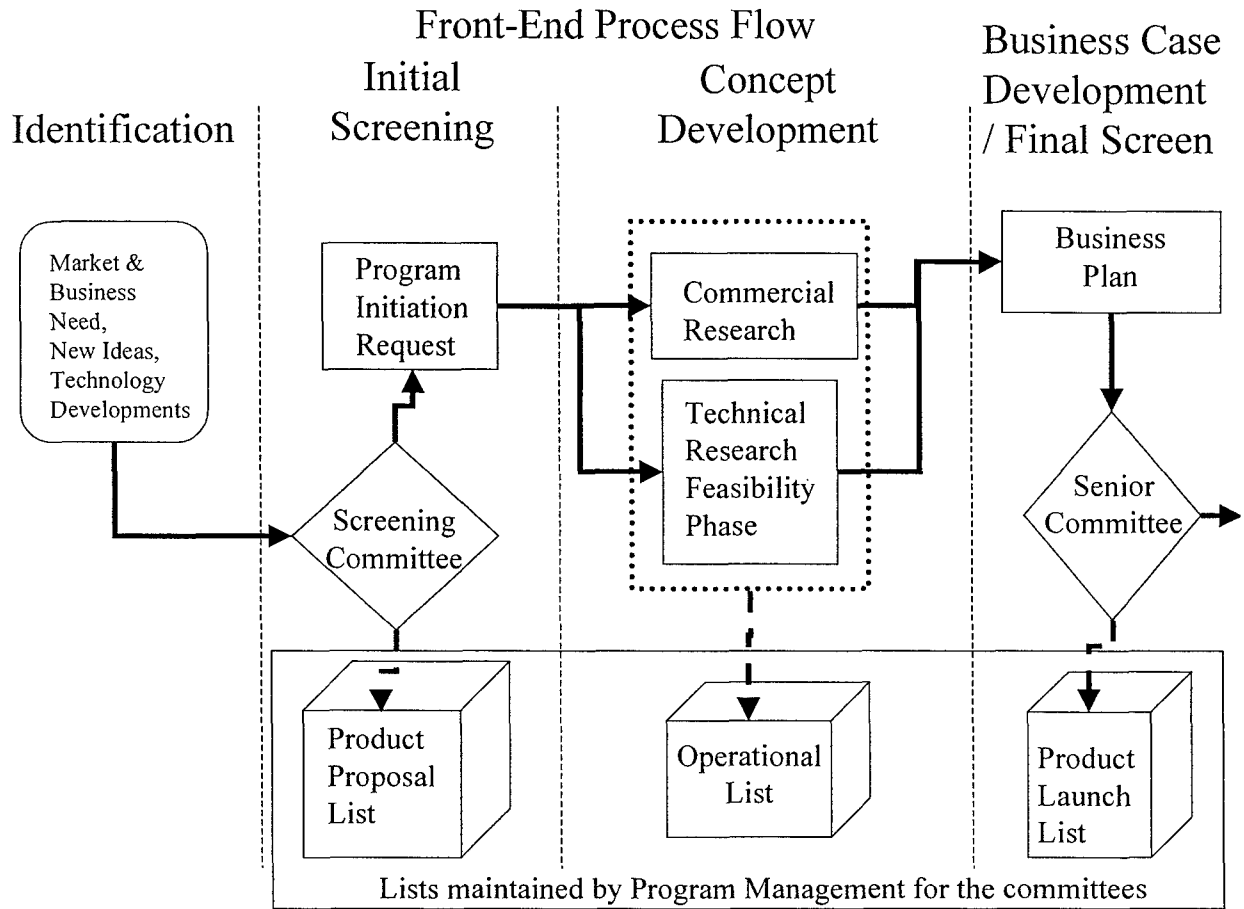 Front-End Process Flow
Identification
Initial
Screening
Concept
Development
Business Case
Development
/ Final Screen
Market &
Business
Need,
New Ideas,
Technology
Developments
Program
Initiation
Request
Screening
Committee
Commercial
Research
Technical
Research
Feasibility
Phase
Business
Plan
Senior
Committee
Product
Proposal
List
Operational
List
Product
Launch
List
Lists maintained by Program Management for the committees